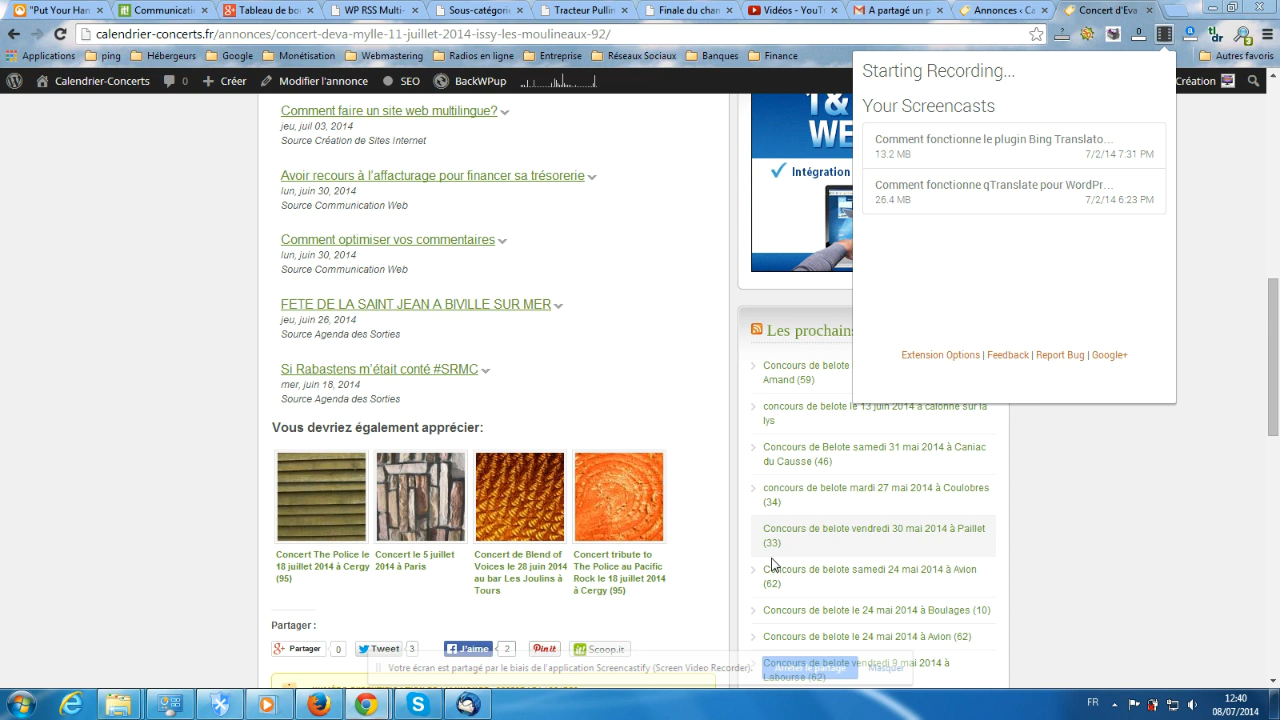 "Put Your Han
Communicati
Tableau de bo
WP RSS Multi
Sous-catégori
Tracteur Pullin
Finale du chan
Vidéos - YouT
A partagé un p
Annonces ‹ Ca
Concert d'Eva
calendrier-concerts.fr/annonces/concert-deva-mylle-11-juillet-2014-issy-les-moulineaux-92/
Applications
ping
Hébergeurs
Google
Emailing
Webmarketing
Radios en ligne
Entreprise
Réseaux Sociaux
Banques
Finance
Autres favoris
Calendrier-Concerts
0
Créer
Modifier l'annonce
SEO
BackWPup
Création
Comment faire un site web multilingue?
jeu, juil 03, 2014
Source Création de Sites Internet
Avoir recours à l'affacturage pour financer sa trésorerie
lun, juin 30, 2014
Source Communication Web
Comment optimiser vos commentaires
lun, juin 30, 2014
Source Communication Web
FETE DE LA SAINT JEAN A BIVILLE SUR MER
jeu, juin 26, 2014
Source Agenda des Sorties
Si Rabastens m'était conté #SRMC
mer, juin 18, 2014
Source Agenda des Sorties
Vous devriez également apprécier:
Concert The Police le
18 juillet 2014 à Cergy
(95)
Concert le 5 juillet
2014 à Paris
Concert de Blend of
Voices le 28 juin 2014
au bar Les Joulins à
Tours
Concert tribute to
The Police au Pacific
Rock le 18 juillet 2014
à Cergy (95)
Partager :
Partager
0
Tweet
3
J'aime
2
Pinit
Scoop.it
1&
WE
Intégration
Les prochains
Concours de belote
Amand (59)
concours de belote le 13 juin 2014 à calonne sur la
lys
Concours de Belote samedi 31 mai 2014 à Caniac
du Causse (46)
concours de belote mardi 27 mai 2014 à Coulobres
(34)
Concours de belote vendredi 30 mai 2014 à Paillet
(33)
Concours de belote samedi 24 mai 2014 à Avion
(62)
Concours de belote le 24 mai 2014 à Boulages (10)
Concours de belote le 24 mai 2014 à Avion (62)
Concours de belote vendredi 9 mai 2014 à
Labourse (62)
Starting Recording...
Your Screencasts
Comment fonctionne le plugin Bing Translato...
13.2 MB
7/2/14 7:31 PM
Comment fonctionne qTranslate pour WordPr...
26.4 MB
7/2/14 6:23 PM
Extension Options | Feedback | Report Bug | Google+
Votre écran est partagé par le biais de l'application Screencastify (Screen Video Recorder).
Arrêter le partage
Masquer
FR
12:40
08/07/2014